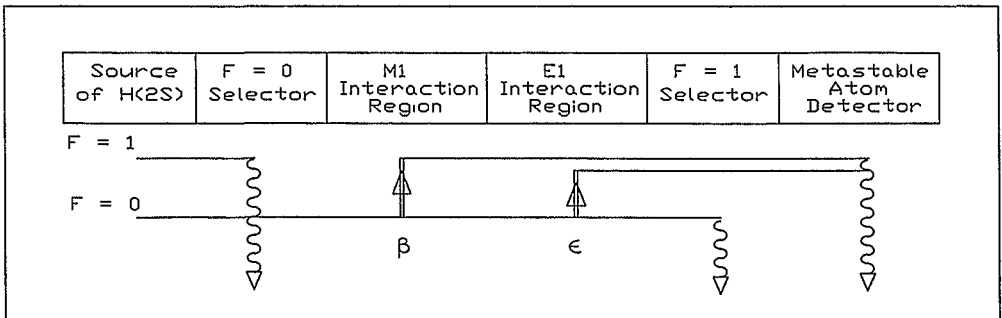 Source of H(2S)
F = 0 Selector
M1 Interaction Region
E1 Interaction Region
F = 1 Selector
Metastable Atom Detector
F = 1
F = 0
β
ϵ